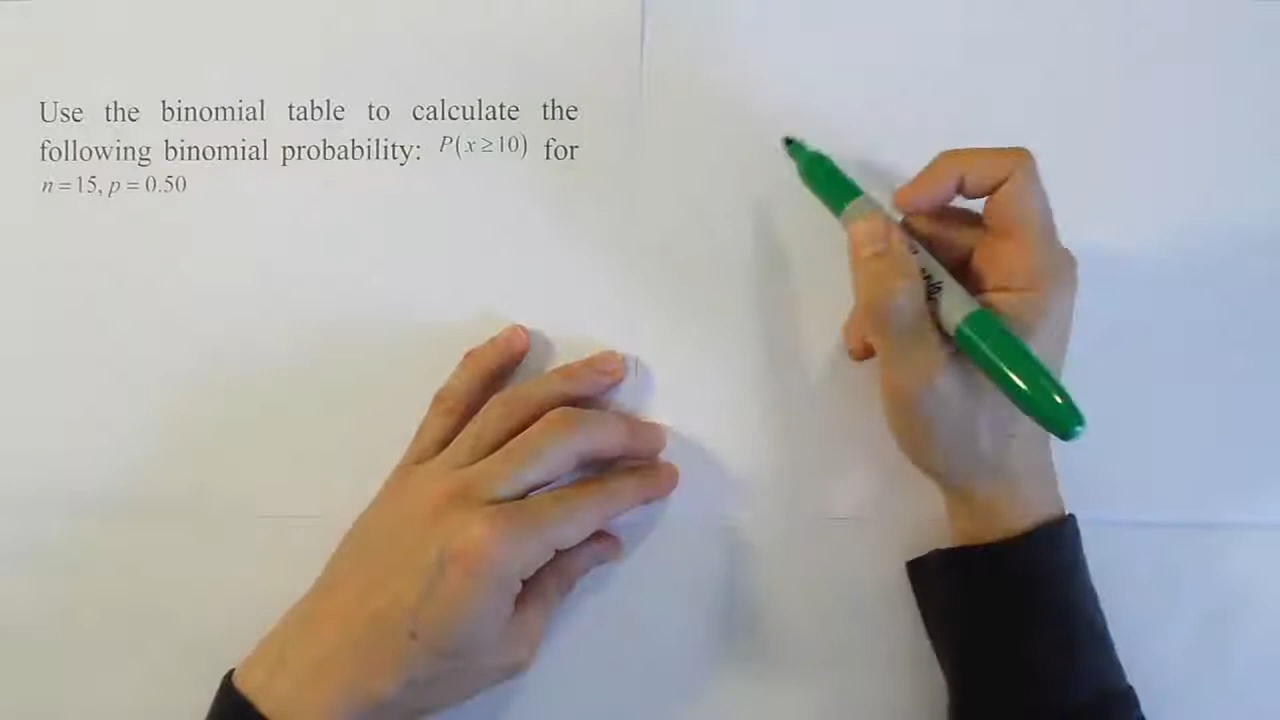 Use the binomial table to calculate the
following binomial probability: P(x≥10) for
n=15, p=0.50